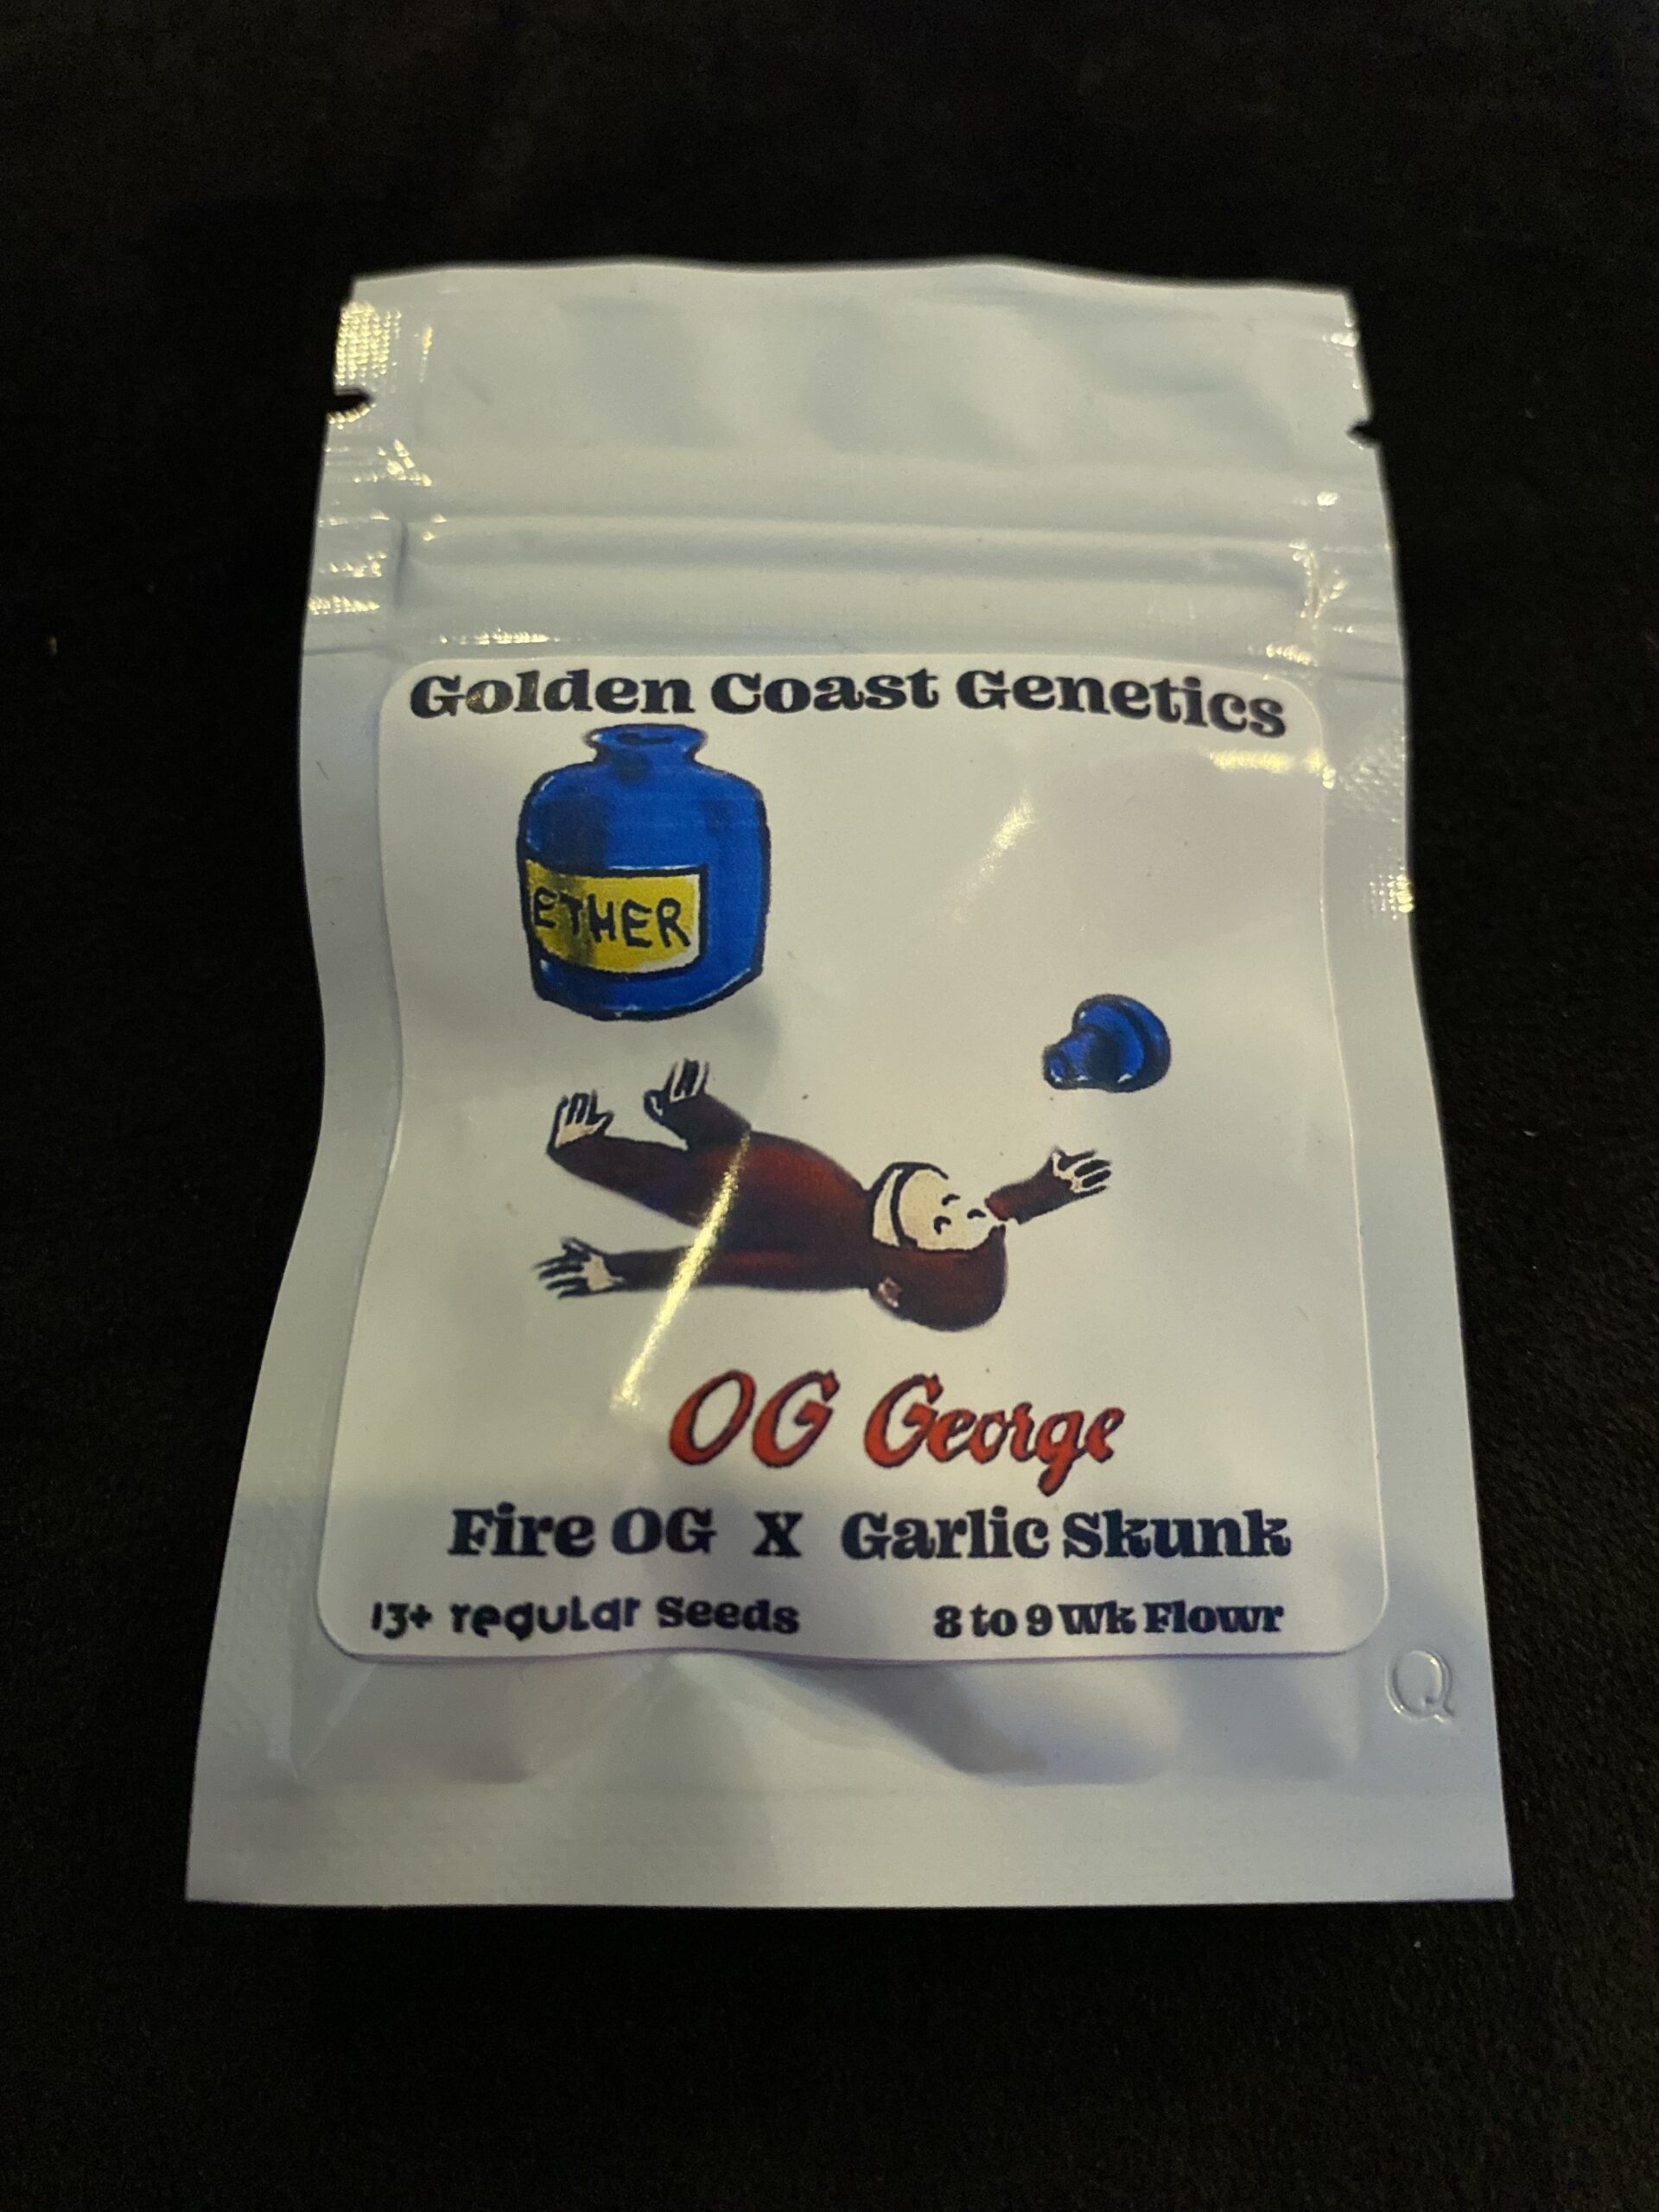 Golden Coast Genetics
ETHER
OG George
Fire OG X Garlic Skunk
13+ regular Seeds
8 to 9 Wk Flowr
Q